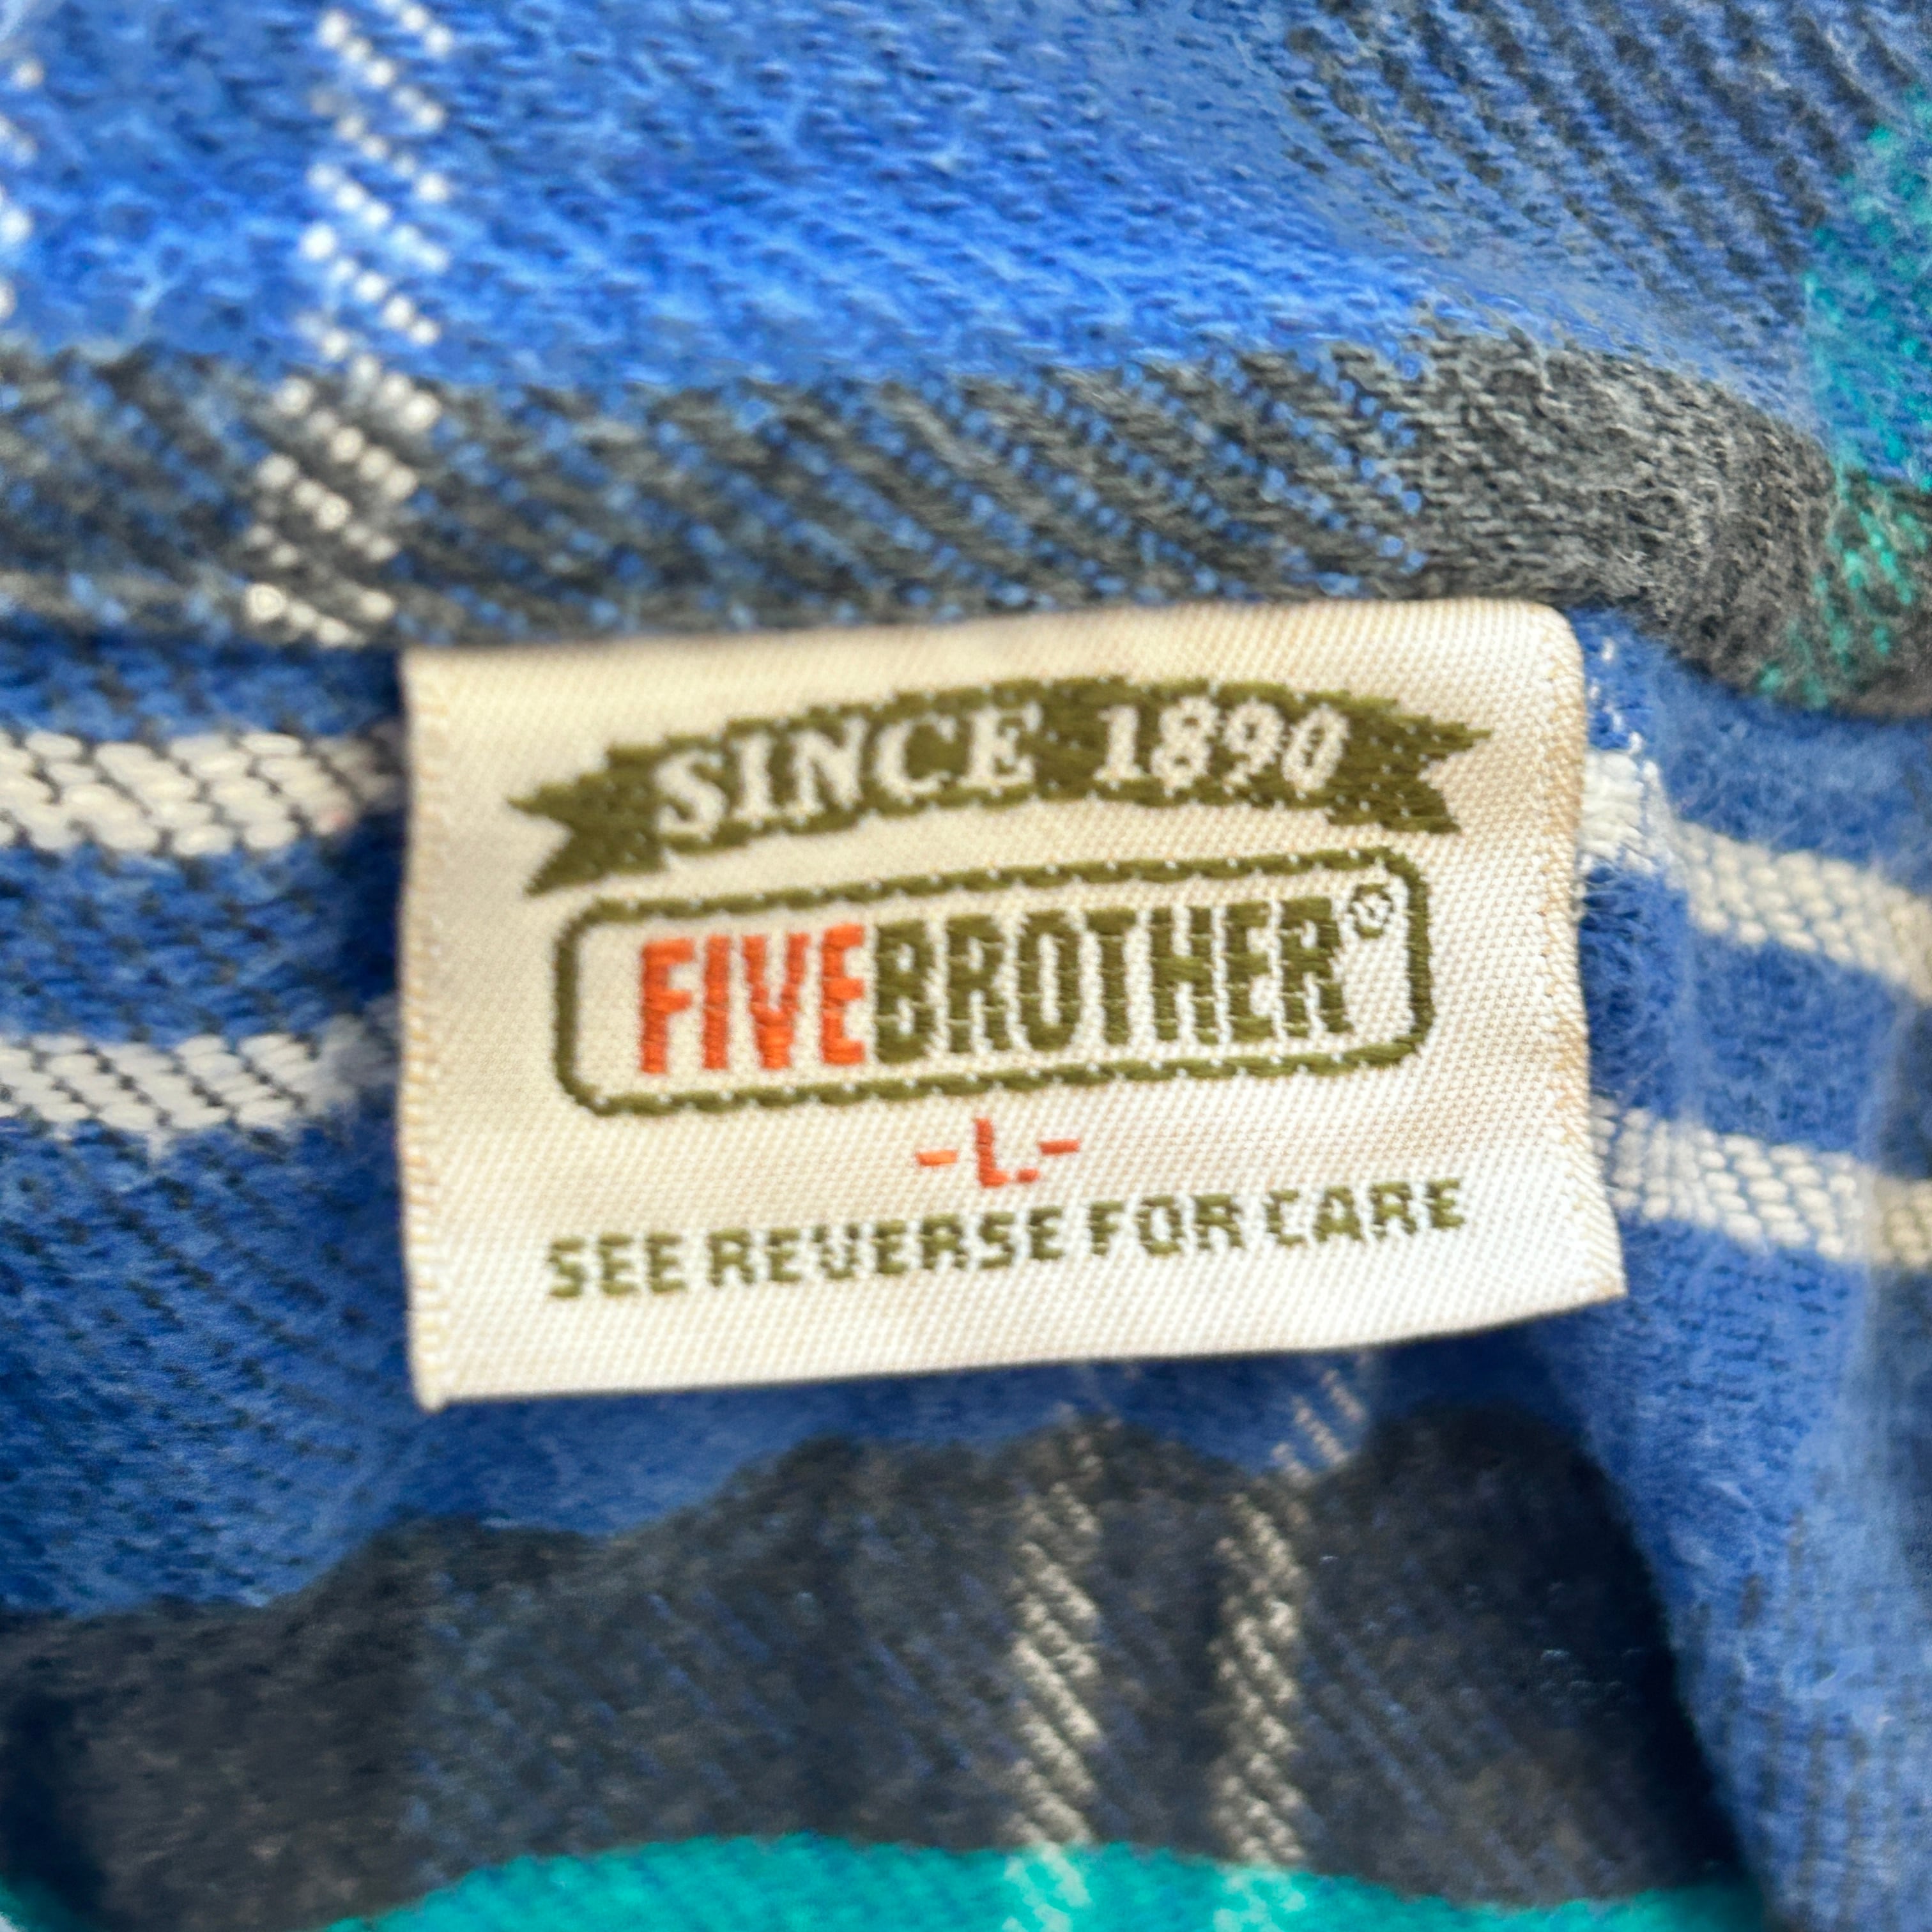 SINCE 1890
FIVEBROTHER®
-L.-
SEE REVERSE FOR CARE